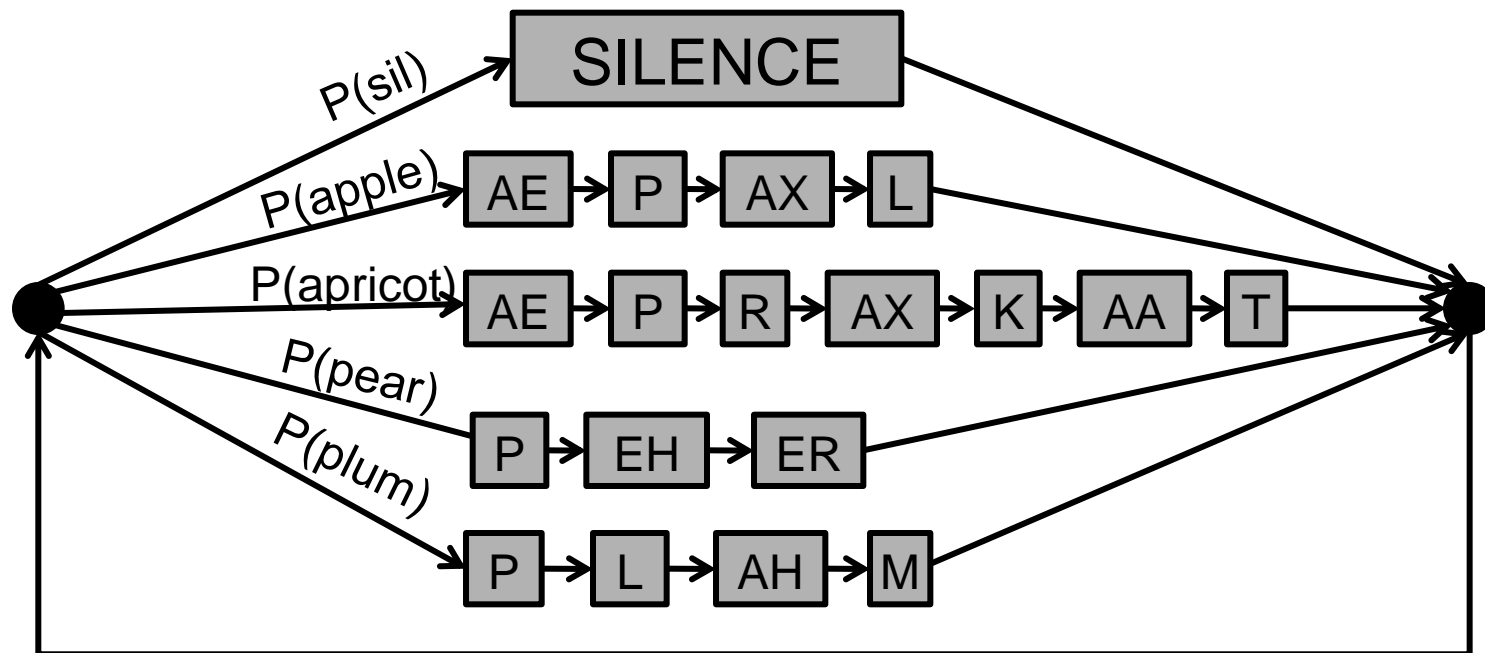 P(sil) SILENCE
P(apple) AE P AX L
P(apricot) AE P R AX K AA T
P(pear) P EH ER
P(plum) P L AH M